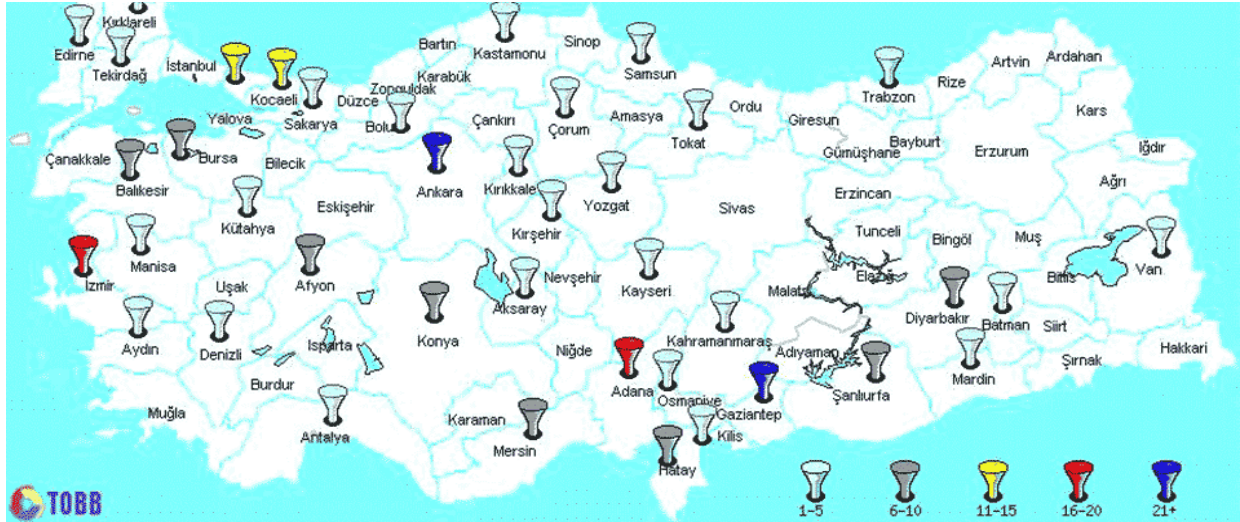 Kırklareli
Edirne
Tekirdağ
İstanbul
Kocaeli
Yalova
Sakarya
Düzce
Zonguldak
Bartın
Karabük
Kastamonu
Sinop
Samsun
Bolu
Çankırı
Çorum
Amasya
Tokat
Ordu
Giresun
Trabzon
Rize
Artvin
Ardahan
Kars
Gümüşhane
Bayburt
Erzurum
Iğdır
Ağrı
Çanakkale
Balıkesir
Bursa
Bilecik
Ankara
Kırıkkale
Yozgat
Sivas
Erzincan
Kütahya
Eskişehir
Kırşehir
Tunceli
Bingöl
Muş
Van
İzmir
Manisa
Uşak
Afyon
Nevşehir
Kayseri
Elazığ
Bitlis
Aydın
Denizli
Isparta
Konya
Aksaray
Malatya
Diyarbakır
Batman
Siirt
Niğde
Kahramanmaraş
Adıyaman
Mardin
Şırnak
Hakkari
Burdur
Adana
Osmaniye
Gaziantep
Şanlıurfa
Muğla
Antalya
Karaman
Mersin
Kilis
Hatay
TOBB
1-5
6-10
11-15
16-20
21+